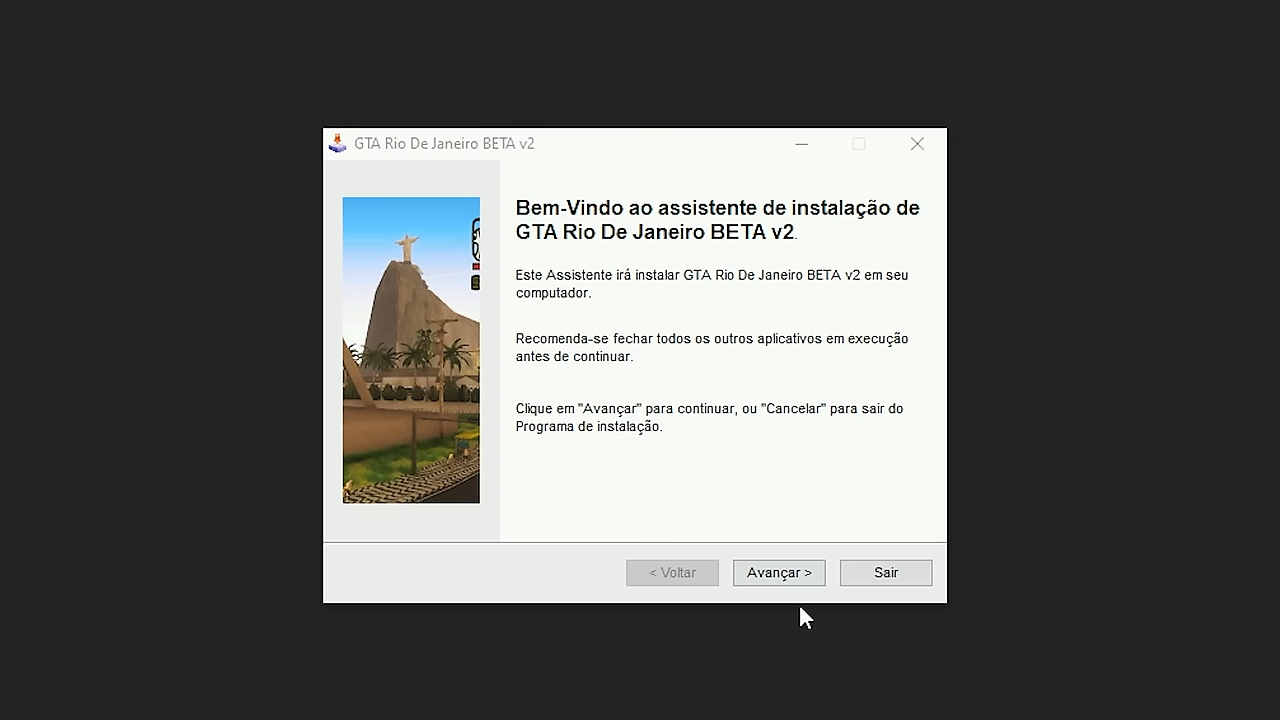 GTA Rio De Janeiro BETA v2
Bem-Vindo ao assistente de instalação de
GTA Rio De Janeiro BETA v2.
Este Assistente irá instalar GTA Rio De Janeiro BETA v2 em seu
computador.
Recomenda-se fechar todos os outros aplicativos em execução
antes de continuar.
Clique em "Avançar" para continuar, ou "Cancelar" para sair do
Programa de instalação.
< Voltar
Avançar >
Sair